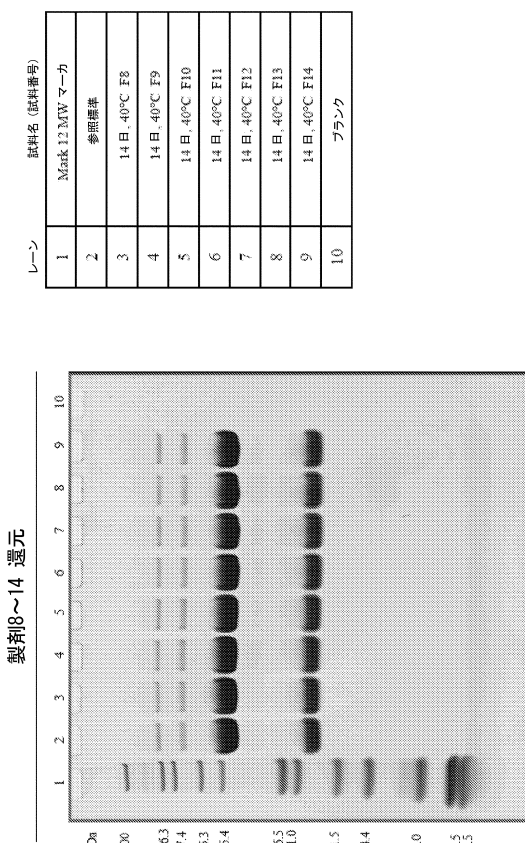 製剤8~14 還元
1 2 3 4 5 6 7 8 9 10
レーン 試料名 (試料番号)
1 Mark 12 MW マーカ
2 参照標準
3 14 日, 40°C F8
4 14 日, 40°C F9
5 14 日, 40°C F10
6 14 日, 40°C F11
7 14 日, 40°C F12
8 14 日, 40°C F13
9 14 日, 40°C F14
10 ブランク